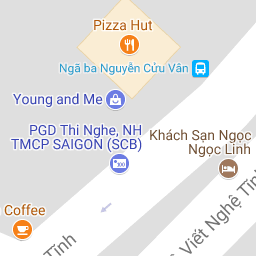 Pizza Hut
Ngã ba Nguyễn Cửu Vân
Young and Me
PGD Thi Nghe, NH
TMCP SAIGON (SCB)
Khách Sạn Ngọc
Ngọc Linh
Coffee
Tĩnh
Viết Nghệ Tĩn